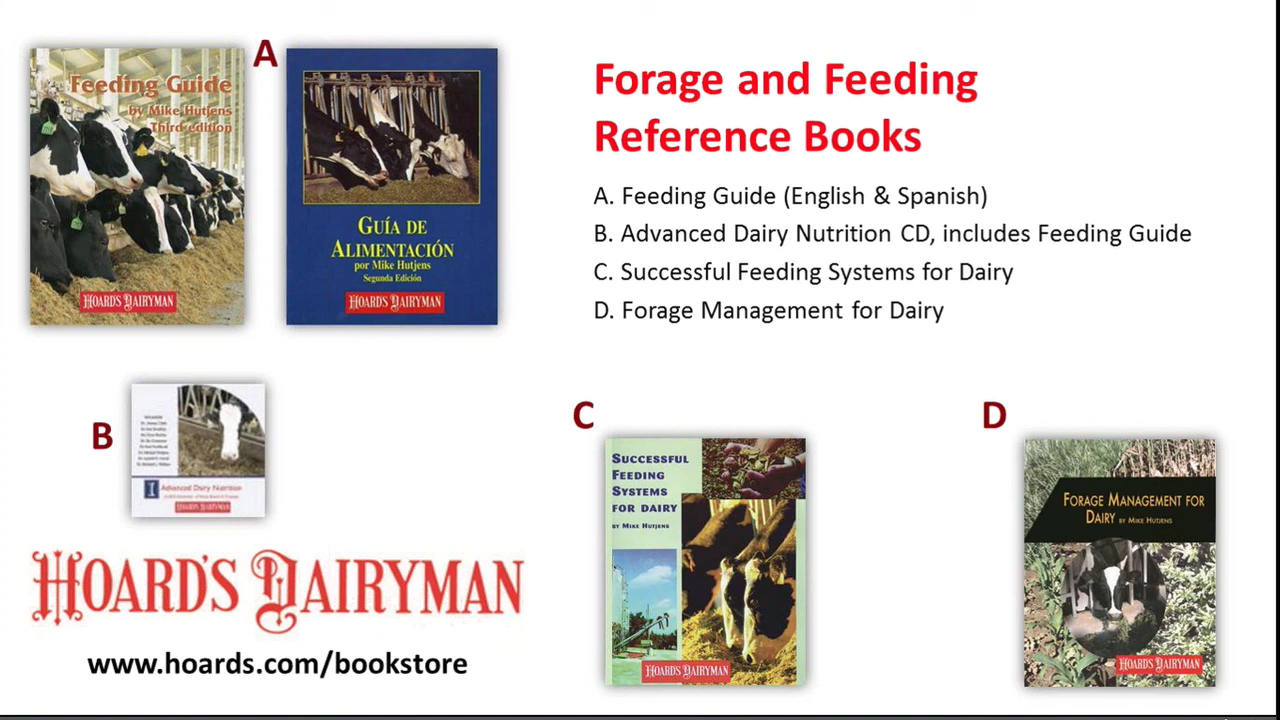 A
Feeding Guide
by Mike Hutjens
Third edition
HOARD'S DAIRYMAN
GUÍA DE
ALIMENTACIÓN
por Mike Hutjens
Segunda Edición
HOARD'S DAIRYMAN
Forage and Feeding
Reference Books
A. Feeding Guide (English & Spanish)
B. Advanced Dairy Nutrition CD, includes Feeding Guide
C. Successful Feeding Systems for Dairy
D. Forage Management for Dairy
B
Advanced Dairy Nutrition
HOARD'S DAIRYMAN
HOARD'S DAIRYMAN
www.hoards.com/bookstore
C
SUCCESSFUL
FEEDING
SYSTEMS
FOR DAIRY
BY MIKE HUTJENS
HOARD'S DAIRYMAN
D
FORAGE MANAGEMENT FOR
DAIRY BY MIKE HUTJENS
HOARD'S DAIRYMAN